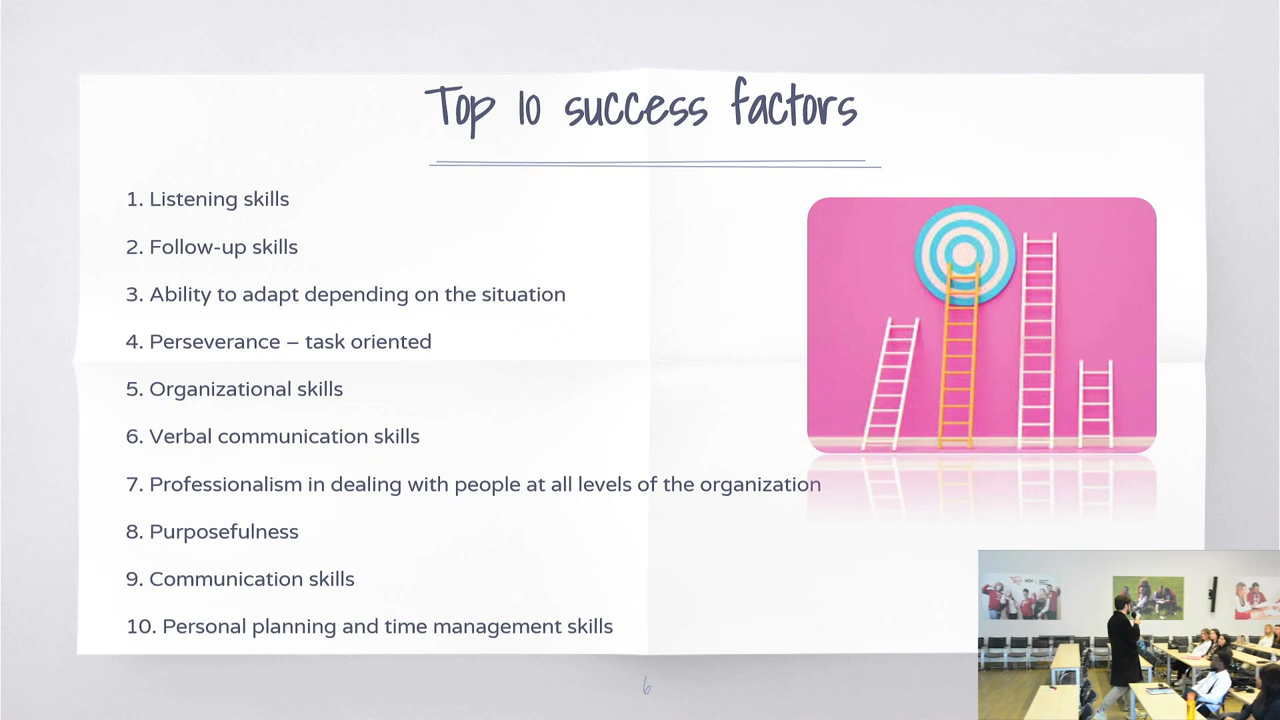 Top 10 success factors
1. Listening skills
2. Follow-up skills
3. Ability to adapt depending on the situation
4. Perseverance – task oriented
5. Organizational skills
6. Verbal communication skills
7. Professionalism in dealing with people at all levels of the organization
8. Purposefulness
9. Communication skills
10. Personal planning and time management skills
6